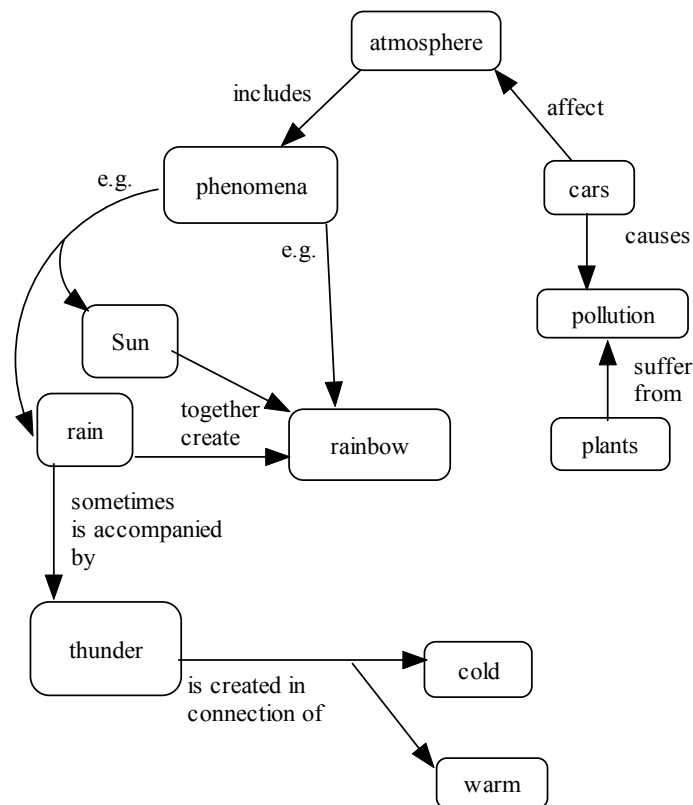 atmosphere
includes
affect
e.g.
phenomena
cars
e.g.
causes
Sun
pollution
together
create
suffer
from
rain
rainbow
plants
sometimes
is accompanied
by
thunder
is created in
connection of
cold
warm